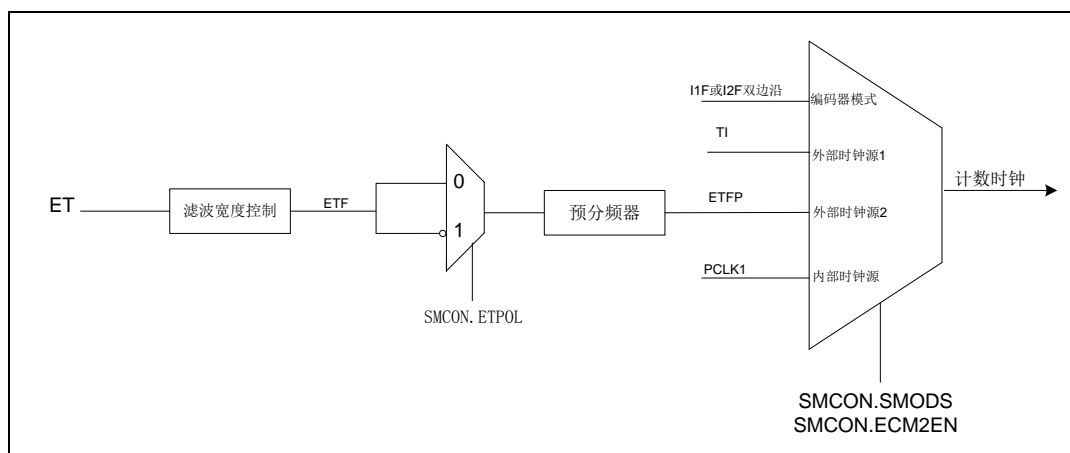 I1F或I2F双边沿
编码器模式
TI
外部时钟源1
ET
滤波宽度控制
ETF
0
1
预分频器
ETFP
外部时钟源2
计数时钟
PCLK1
内部时钟源
SMCON.ETPOL
SMCON.SMODS
SMCON.ECM2EN